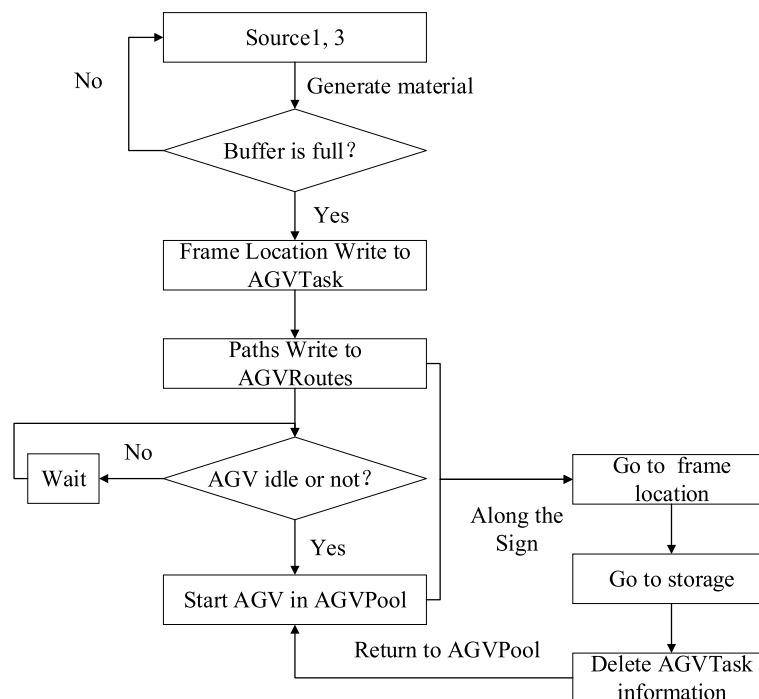 Source1, 3
No
Generate material
Buffer is full?
Yes
Frame Location Write to
AGVTask
Paths Write to
AGVRoutes
No
Wait
AGV idle or not?
Go to frame
location
Along the
Sign
Yes
Start AGV in AGVPool
Go to storage
Return to AGVPool
Delete AGVTask
information